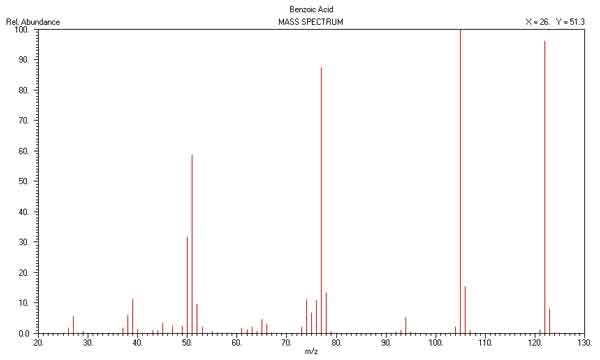 Benzoic Acid
Rel. Abundance MASS SPECTRUM X = 26. Y = 51.3
100.
90.
80.
70.
60.
50.
40.
30.
20.
10.
0.0
20 30. 40. 50. 60. 70. 80. 90. 100. 110. 120. 130.
m/z